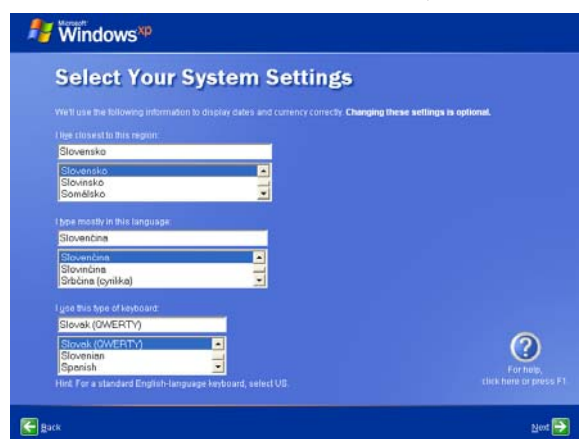 Microsoft
Windows xp
Select Your System Settings
We'll use the following information to display dates and currency correctly. Changing these settings is optional.
I live closest to this region:
Slovensko
Slovensko
Slovinsko
Somálsko
I type mostly in this language:
Slovenčina
Slovenčina
Slovinčina
Srbčina (cyrilika)
I use this type of keyboard:
Slovak (QWERTY)
Slovak (QWERTY)
Slovenian
Spanish
Hint: For a standard English-language keyboard, select US.
?
For help,
click here or press F1.
Back
Next